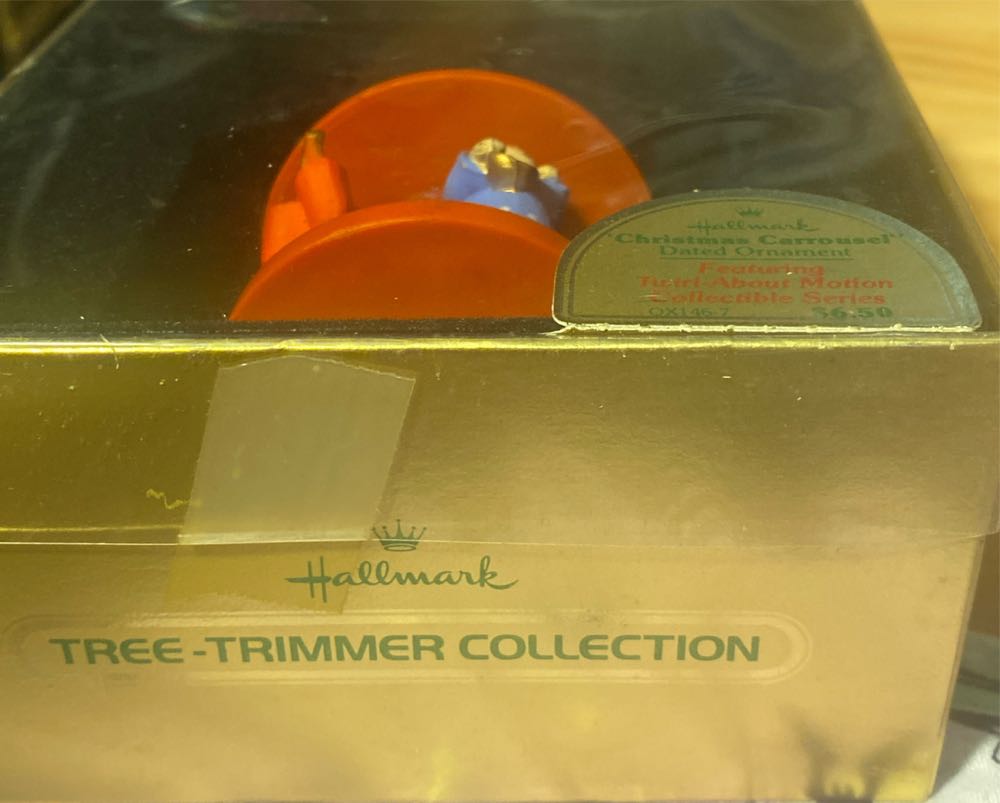 Hallmark
Christmas Carrousel
Dated Ornament
Featuring
Twirl-About Motion
Collectible Series
QX146-7 $6.50
Hallmark
TREE-TRIMMER COLLECTION